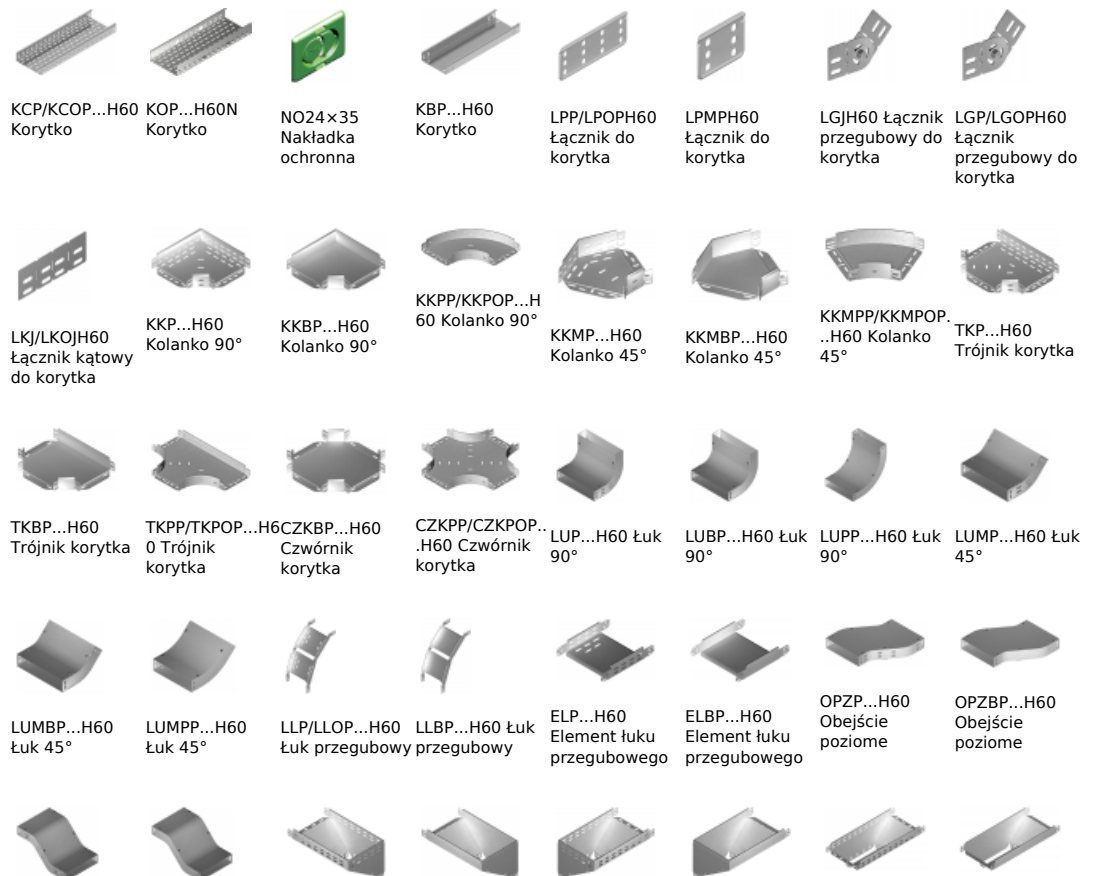 KCP/KCOP...H60
Korytko
KOP...H60N
Korytko
NO24×35
Nakładka
ochronna
KBP...H60
Korytko
LPP/LPOPH60
Łącznik do
korytka
LPMPH60
Łącznik do
korytka
LGJH60 Łącznik
przegubowy do
korytka
LGP/LGOPH60
Łącznik
przegubowy do
korytka
LKJ/LKOJH60
Łącznik kątowy
do korytka
KKP...H60
Kolanko 90°
KKBP...H60
Kolanko 90°
KKPP/KKPOP...H
60 Kolanko 90°
KKMP...H60
Kolanko 45°
KKMBP...H60
Kolanko 45°
KKMPP/KKMPOP.
..H60 Kolanko
45°
TKP...H60
Trójnik korytka
TKBP...H60
Trójnik korytka
TKPP/TKPOP...H6
0 Trójnik
korytka
CZKBP...H60
Czwórnik
korytka
CZKPP/CZKPOP..
.H60 Czwórnik
korytka
LUP...H60 Łuk
90°
LUBP...H60 Łuk
90°
LUPP...H60 Łuk
90°
LUMP...H60 Łuk
45°
LUMBP...H60
Łuk 45°
LUMPP...H60
Łuk 45°
LLP/LLOP...H60
Łuk przegubowy
LLBP...H60 Łuk
przegubowy
ELP...H60
Element łuku
przegubowego
ELBP...H60
Element łuku
przegubowego
OPZP...H60
Obejście
poziome
OPZBP...H60
Obejście
poziome